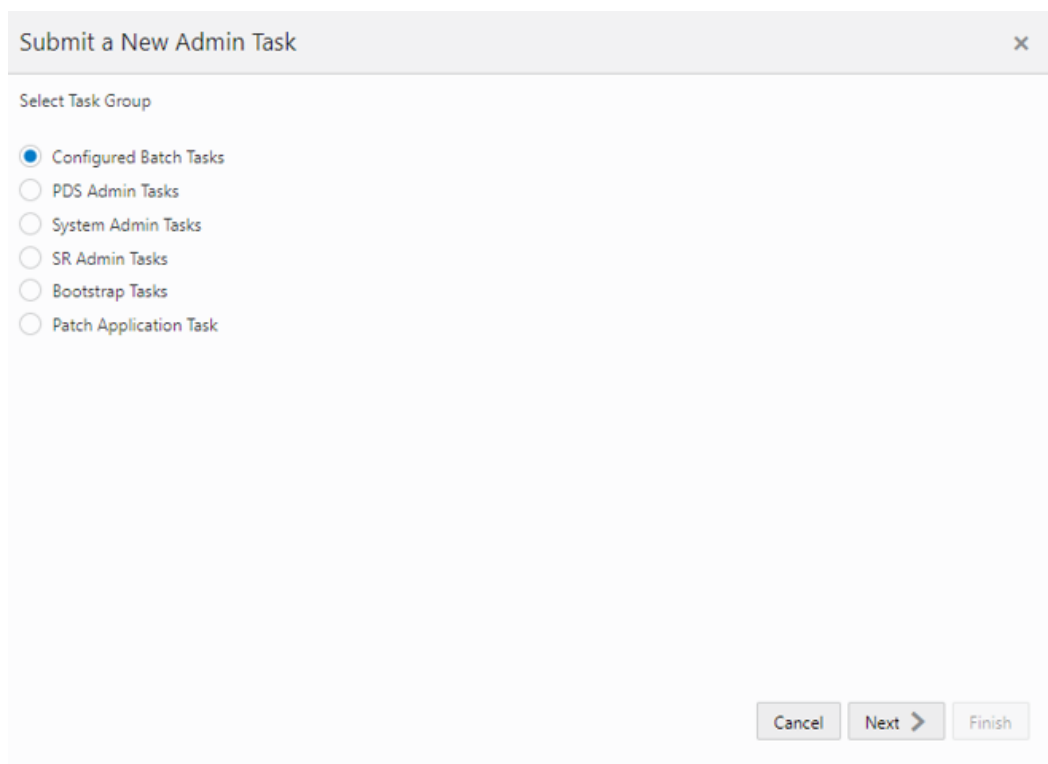 Submit a New Admin Task
Select Task Group
Configured Batch Tasks
PDS Admin Tasks
System Admin Tasks
SR Admin Tasks
Bootstrap Tasks
Patch Application Task
Cancel Next Finish